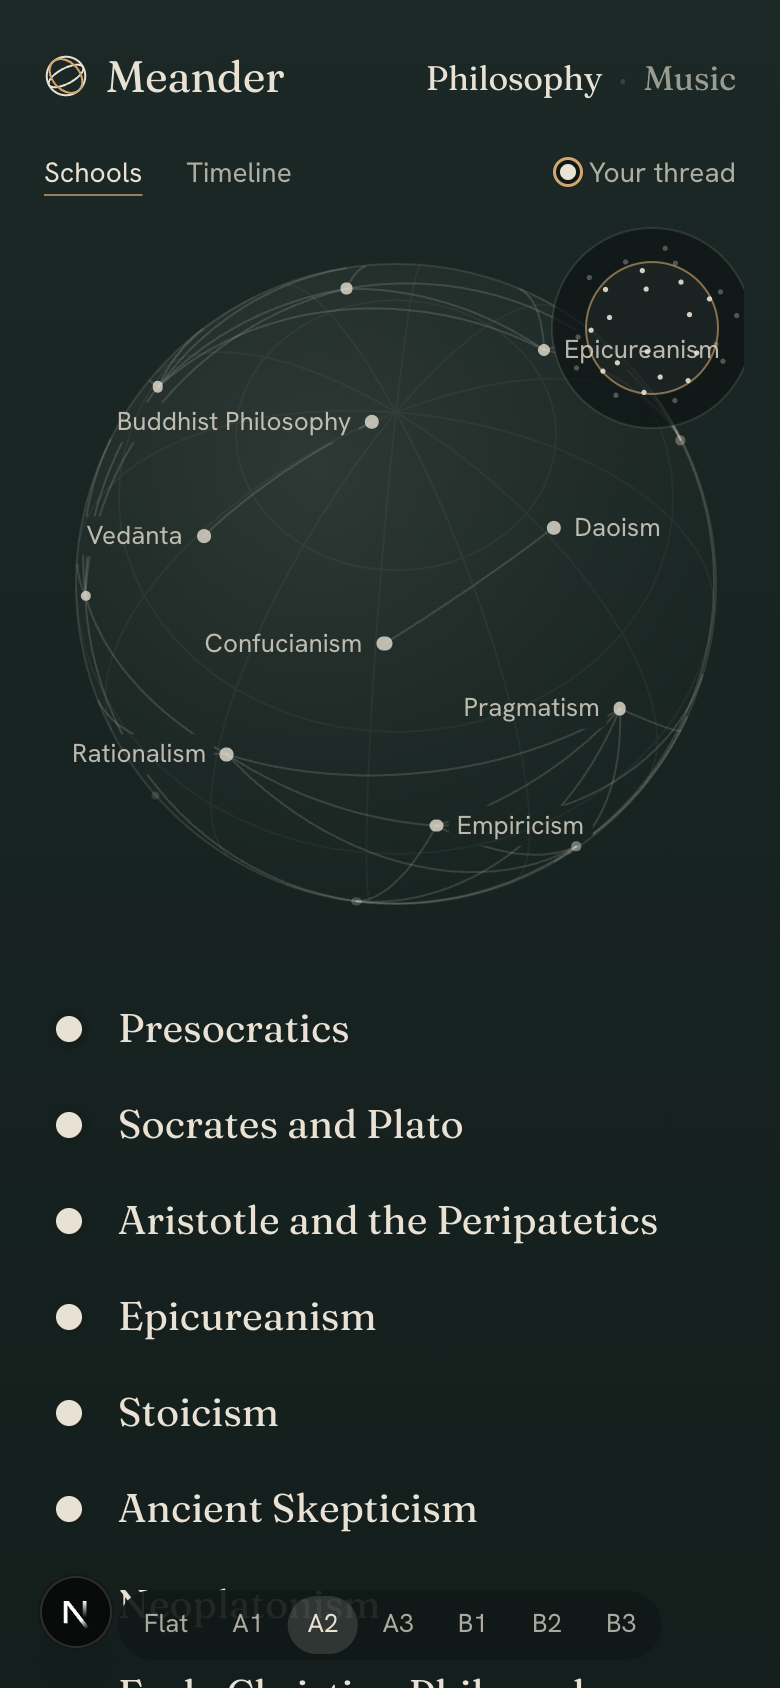 Meander
Philosophy · Music
Schools
Timeline
Your thread
Epicureanism
Buddhist Philosophy
Vedānta
Daoism
Confucianism
Pragmatism
Rationalism
Empiricism
Presocratics
Socrates and Plato
Aristotle and the Peripatetics
Epicureanism
Stoicism
Ancient Skepticism
Neoplatonism
N
Flat A1 A2 A3 B1 B2 B3